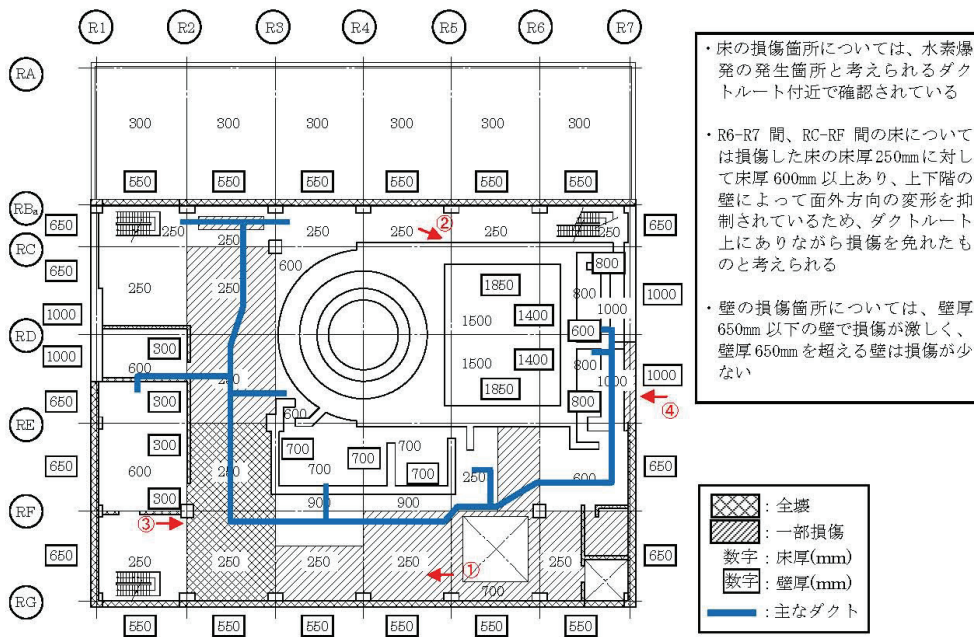 R1 R2 R3 R4 R5 R6 R7
RA
300 300 300 300 300 300
550 550 550 550 550 550
RBa
650 250 250 250 250 250 250 650
②
RC
650 600 800 650
250 250 1850 800
1000 1500 1400 1000 1000
RD
300 600
1000 1500 1400 800 1000
600 250 1850 1000
650 300 800 ④
RE
600
300 700 700 700 700
650 600 250 700 250 600 650
300 900 900
RF
③
650 250 250 250 250 250 250 650
①
700
RG
550 550 550 550 550 550
・床の損傷箇所については、水素爆
発の発生箇所と考えられるダク
トルート付近で確認されている
・R6-R7 間、RC-RF 間の床について
は損傷した床の床厚250mmに対し
て床厚 600mm 以上あり、上下階の
壁によって面外方向の変形を抑
制されているため、ダクトルート
上にありながら損傷を免れたも
のと考えられる
・壁の損傷箇所については、壁厚
650mm 以下の壁で損傷が激しく、
壁厚 650mm を超える壁は損傷が少
ない
：全壊
：一部損傷
数字：床厚(mm)
数字：壁厚(mm)
：主なダクト